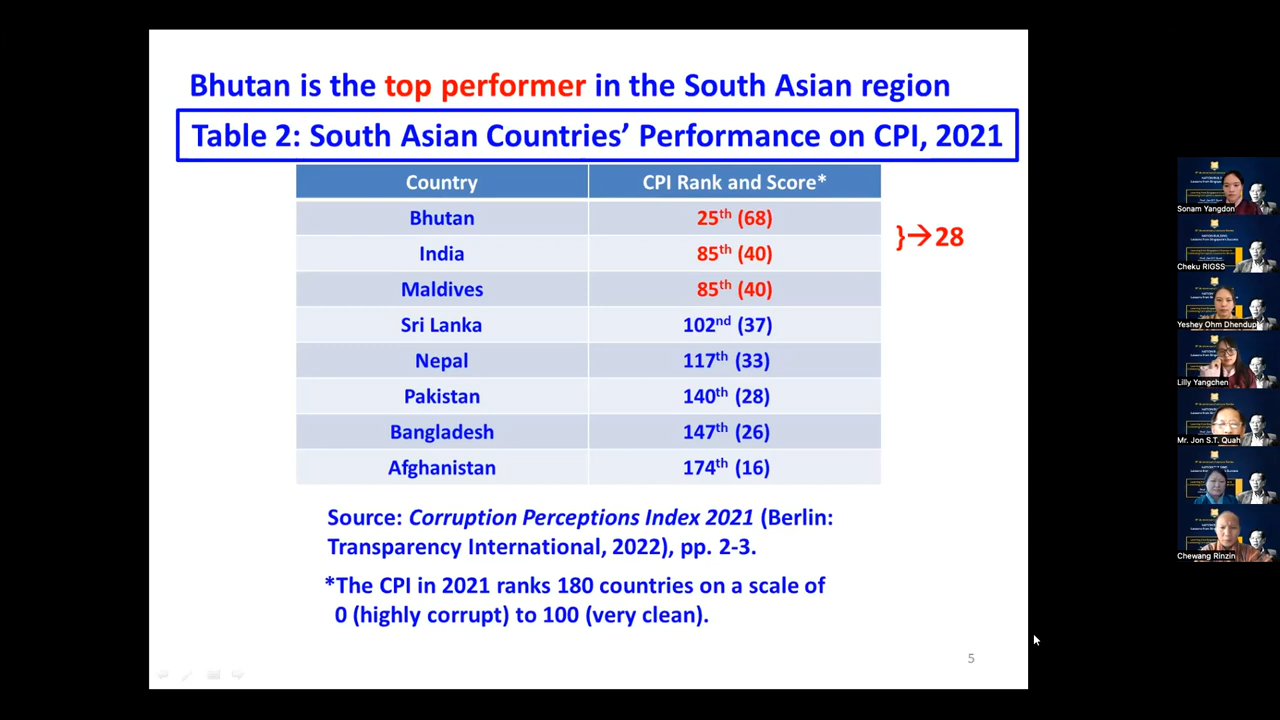 Bhutan is the top performer in the South Asian region
Table 2: South Asian Countries’ Performance on CPI, 2021
Country CPI Rank and Score*
Bhutan 25th (68)
}→28
India 85th (40)
Maldives 85th (40)
Sri Lanka 102nd (37)
Nepal 117th (33)
Pakistan 140th (28)
Bangladesh 147th (26)
Afghanistan 174th (16)
Source: Corruption Perceptions Index 2021 (Berlin:
Transparency International, 2022), pp. 2-3.
*The CPI in 2021 ranks 180 countries on a scale of
0 (highly corrupt) to 100 (very clean).
5
Sonam Yangdon
Cheku RIGSS
Yeshey Ohm Dhendup
Lilly Yangchen
Mr. Jon S.T. Quah
Chewang Rinzin